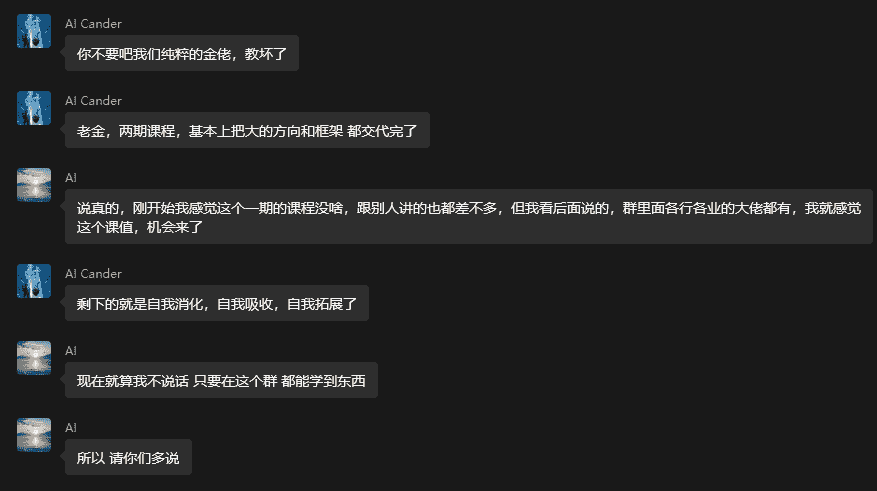 AI Cander
你不要吧我们纯粹的金佬，教坏了
AI Cander
老金，两期课程，基本上把大的方向和框架 都交代完了
AI
说真的，刚开始我感觉这个一期的课程没啥，跟别人讲的也都差不多，但我看后面说的，群里面各行各业的大佬都有，我就感觉
这个课值，机会来了
AI Cander
剩下的就是自我消化，自我吸收，自我拓展了
AI
现在就算我不说话 只要在这个群 都能学到东西
AI
所以 请你们多说